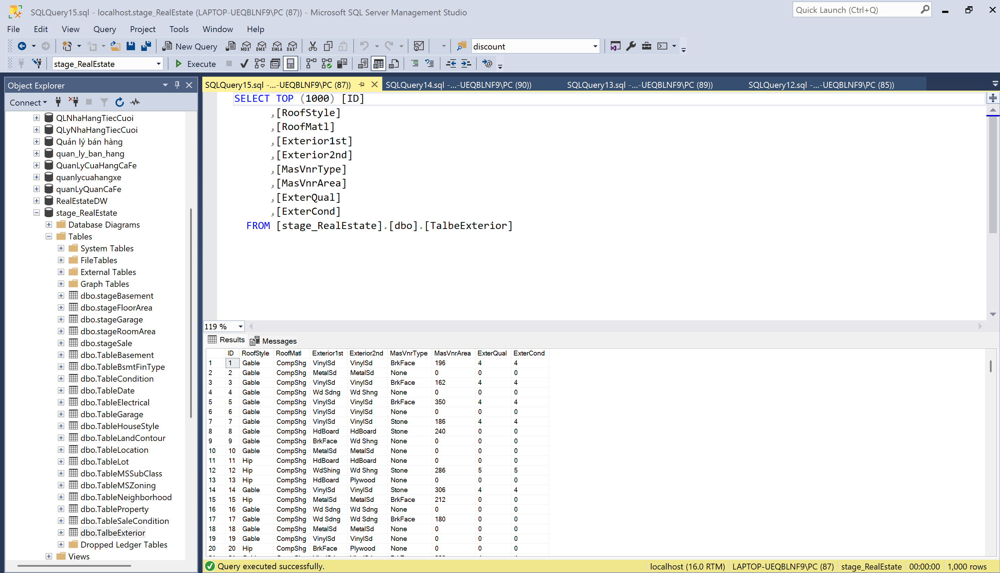 SQLQuery15.sql - localhost.stage_RealEstate (LAPTOP-UEQBLNF9\PC (87)) - Microsoft SQL Server Management Studio
Quick Launch (Ctrl+Q)
File Edit View Query Project Tools Window Help
New Query MDX DMX XMLA DAX discount
stage_RealEstate Execute
Object Explorer
Connect
QLNhaHangTiecCuoi
QLyNhaHangTiecCuoi
Quản lý bán hàng
quan_ly_ban_hang
QuanLyCuaHangCaFe
quanlycuahangxe
quanLyQuanCaFe
RealEstateDW
stage_RealEstate
Database Diagrams
Tables
System Tables
FileTables
External Tables
Graph Tables
dbo.stageBasement
dbo.stageFloorArea
dbo.stageGarage
dbo.stageRoomArea
dbo.stageSale
dbo.TableBasement
dbo.TableBsmtFinType
dbo.TableCondition
dbo.TableDate
dbo.TableElectrical
dbo.TableGarage
dbo.TableHouseStyle
dbo.TableLandContour
dbo.TableLocation
dbo.TableLot
dbo.TableMSSubClass
dbo.TableMSZoning
dbo.TableNeighborhood
dbo.TableProperty
dbo.TableSaleCondition
dbo.TalbeExterior
Dropped Ledger Tables
Views
SQLQuery15.sql -...-UEQBLNF9\PC (87)) SQLQuery14.sql -...-UEQBLNF9\PC (90)) SQLQuery13.sql -...-UEQBLNF9\PC (89)) SQLQuery12.sql -...-UEQBLNF9\PC (85))
SELECT TOP (1000) [ID]
,[RoofStyle]
,[RoofMatl]
,[Exterior1st]
,[Exterior2nd]
,[MasVnrType]
,[MasVnrArea]
,[ExterQual]
,[ExterCond]
FROM [stage_RealEstate].[dbo].[TalbeExterior]
119 %
Results Messages
ID RoofStyle RoofMatl Exterior1st Exterior2nd MasVnrType MasVnrArea ExterQual ExterCond
1 1 Gable CompShg VinylSd VinylSd BrkFace 196 4 4
2 2 Gable CompShg MetalSd MetalSd None 0 0 0
3 3 Gable CompShg VinylSd VinylSd BrkFace 162 4 4
4 4 Gable CompShg Wd Sdng Wd Shng None 0 0 0
5 5 Gable CompShg VinylSd VinylSd BrkFace 350 4 4
6 6 Gable CompShg VinylSd VinylSd None 0 0 0
7 7 Gable CompShg VinylSd VinylSd Stone 186 4 4
8 8 Gable CompShg HdBoard HdBoard Stone 240 0 0
9 9 Gable CompShg BrkFace Wd Shng None 0 0 0
10 10 Gable CompShg MetalSd MetalSd None 0 0 0
11 11 Hip CompShg HdBoard HdBoard None 0 0 0
12 12 Hip CompShg WdShing Wd Shng Stone 286 5 5
13 13 Hip CompShg HdBoard Plywood None 0 0 0
14 14 Gable CompShg VinylSd VinylSd Stone 306 4 4
15 15 Hip CompShg MetalSd MetalSd BrkFace 212 0 0
16 16 Gable CompShg Wd Sdng Wd Sdng None 0 0 0
17 17 Gable CompShg Wd Sdng Wd Sdng BrkFace 180 0 0
18 18 Gable CompShg MetalSd MetalSd None 0 0 0
19 19 Gable CompShg VinylSd VinylSd None 0 0 0
20 20 Hip CompShg BrkFace Plywood None 0 0 0
Query executed successfully. localhost (16.0 RTM) LAPTOP-UEQBLNF9\PC (87) stage_RealEstate 00:00:00 1,000 rows